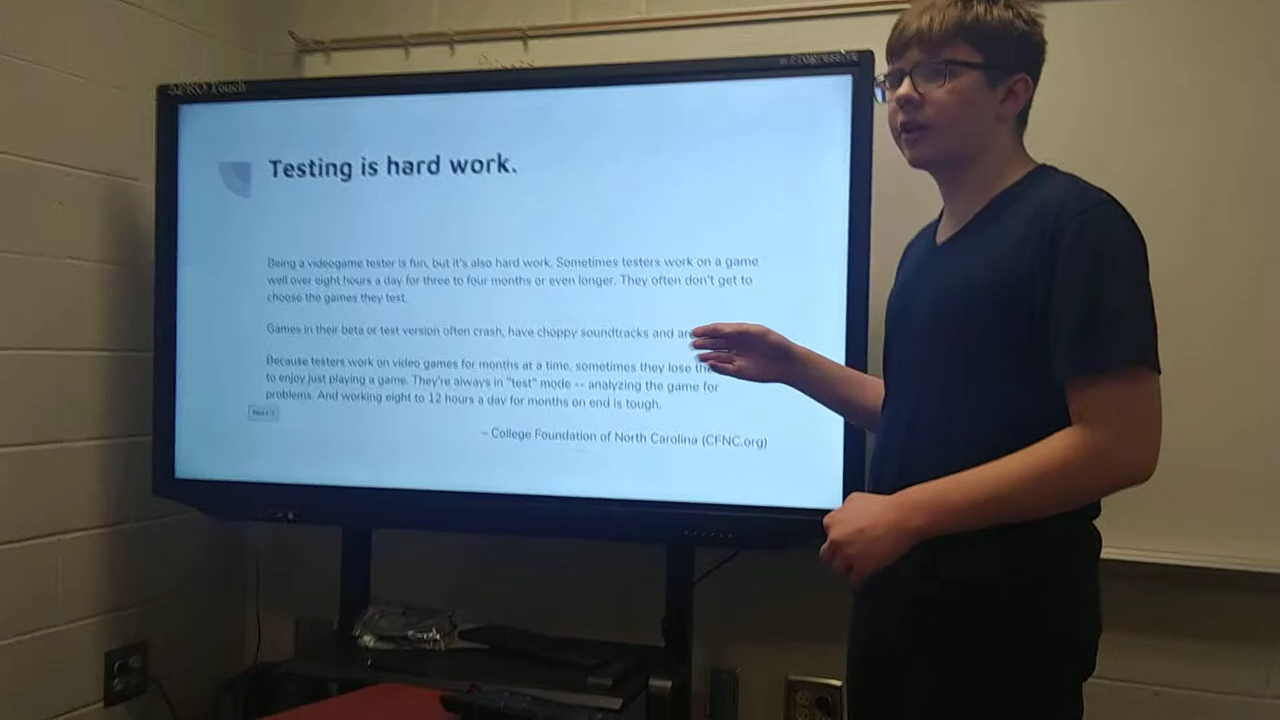 Testing is hard work.
Being a videogame tester is fun, but it's also hard work. Sometimes testers work on a game
well over eight hours a day for three to four months or even longer. They often don't get to
choose the games they test.
Games in their beta or test version often crash, have choppy soundtracks and
Because testers work on video games for months at a time, sometimes they lose
to enjoy just playing a game. They're always in "test" mode -- analyzing the game for
problems. And working eight to 12 hours a day for months on end is tough.
– College Foundation of North Carolina (CFNC.org)